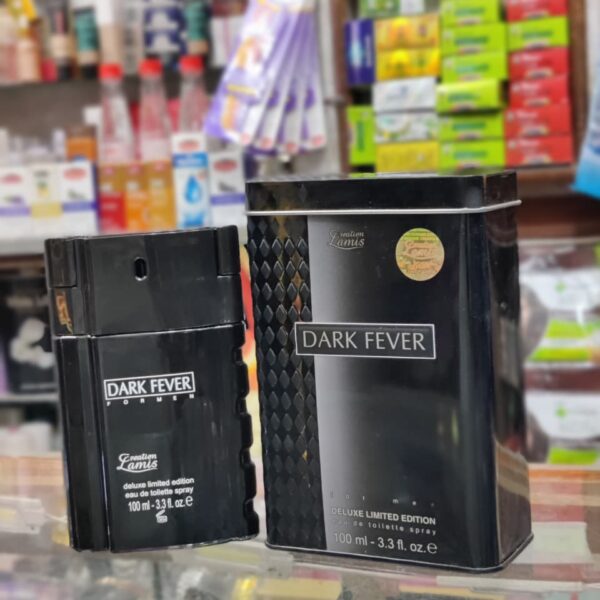 DARK FEVER
FOR MEN
Creation
Lamis
deluxe limited edition
eau de toilette spray
100 ml - 3.3 fl. oz. e
Creation
Lamis
DARK FEVER
for men
DELUXE LIMITED EDITION
eau de toilette spray
100 ml - 3.3 fl. oz. e